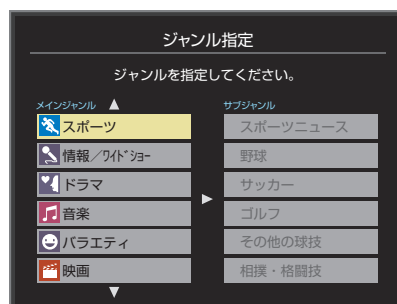 ジャンル指定
ジャンルを指定してください。
メインジャンル
スポーツ
情報／ワイドショー
ドラマ
音楽
バラエティ
映画
サブジャンル
スポーツニュース
野球
サッカー
ゴルフ
その他の球技
相撲・格闘技